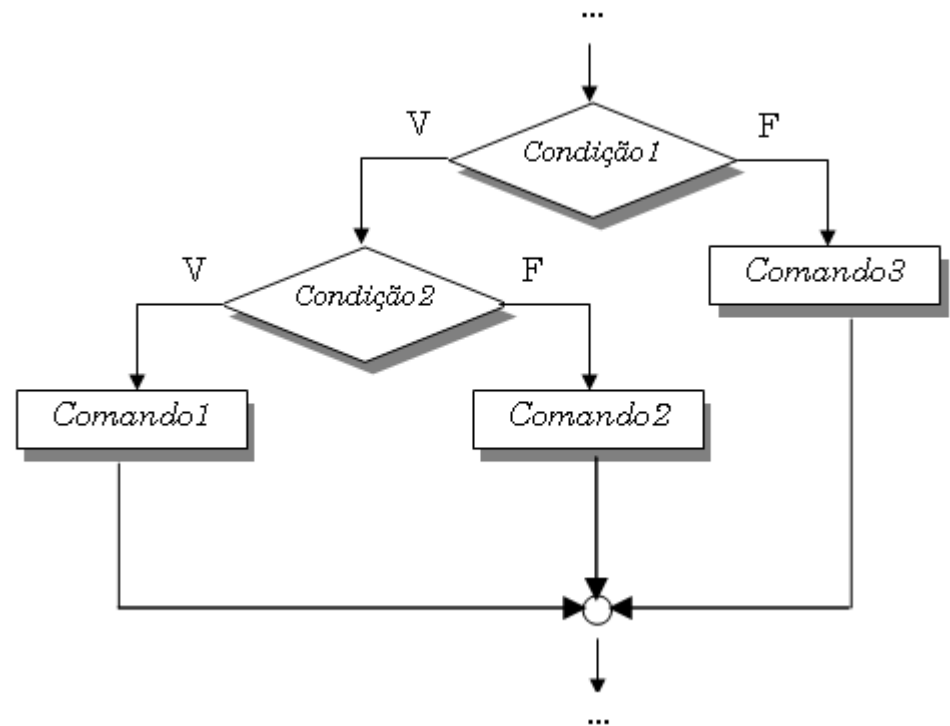 ...
V
F
Condição1
V
F
Comando3
Condição2
Comando1
Comando2
...